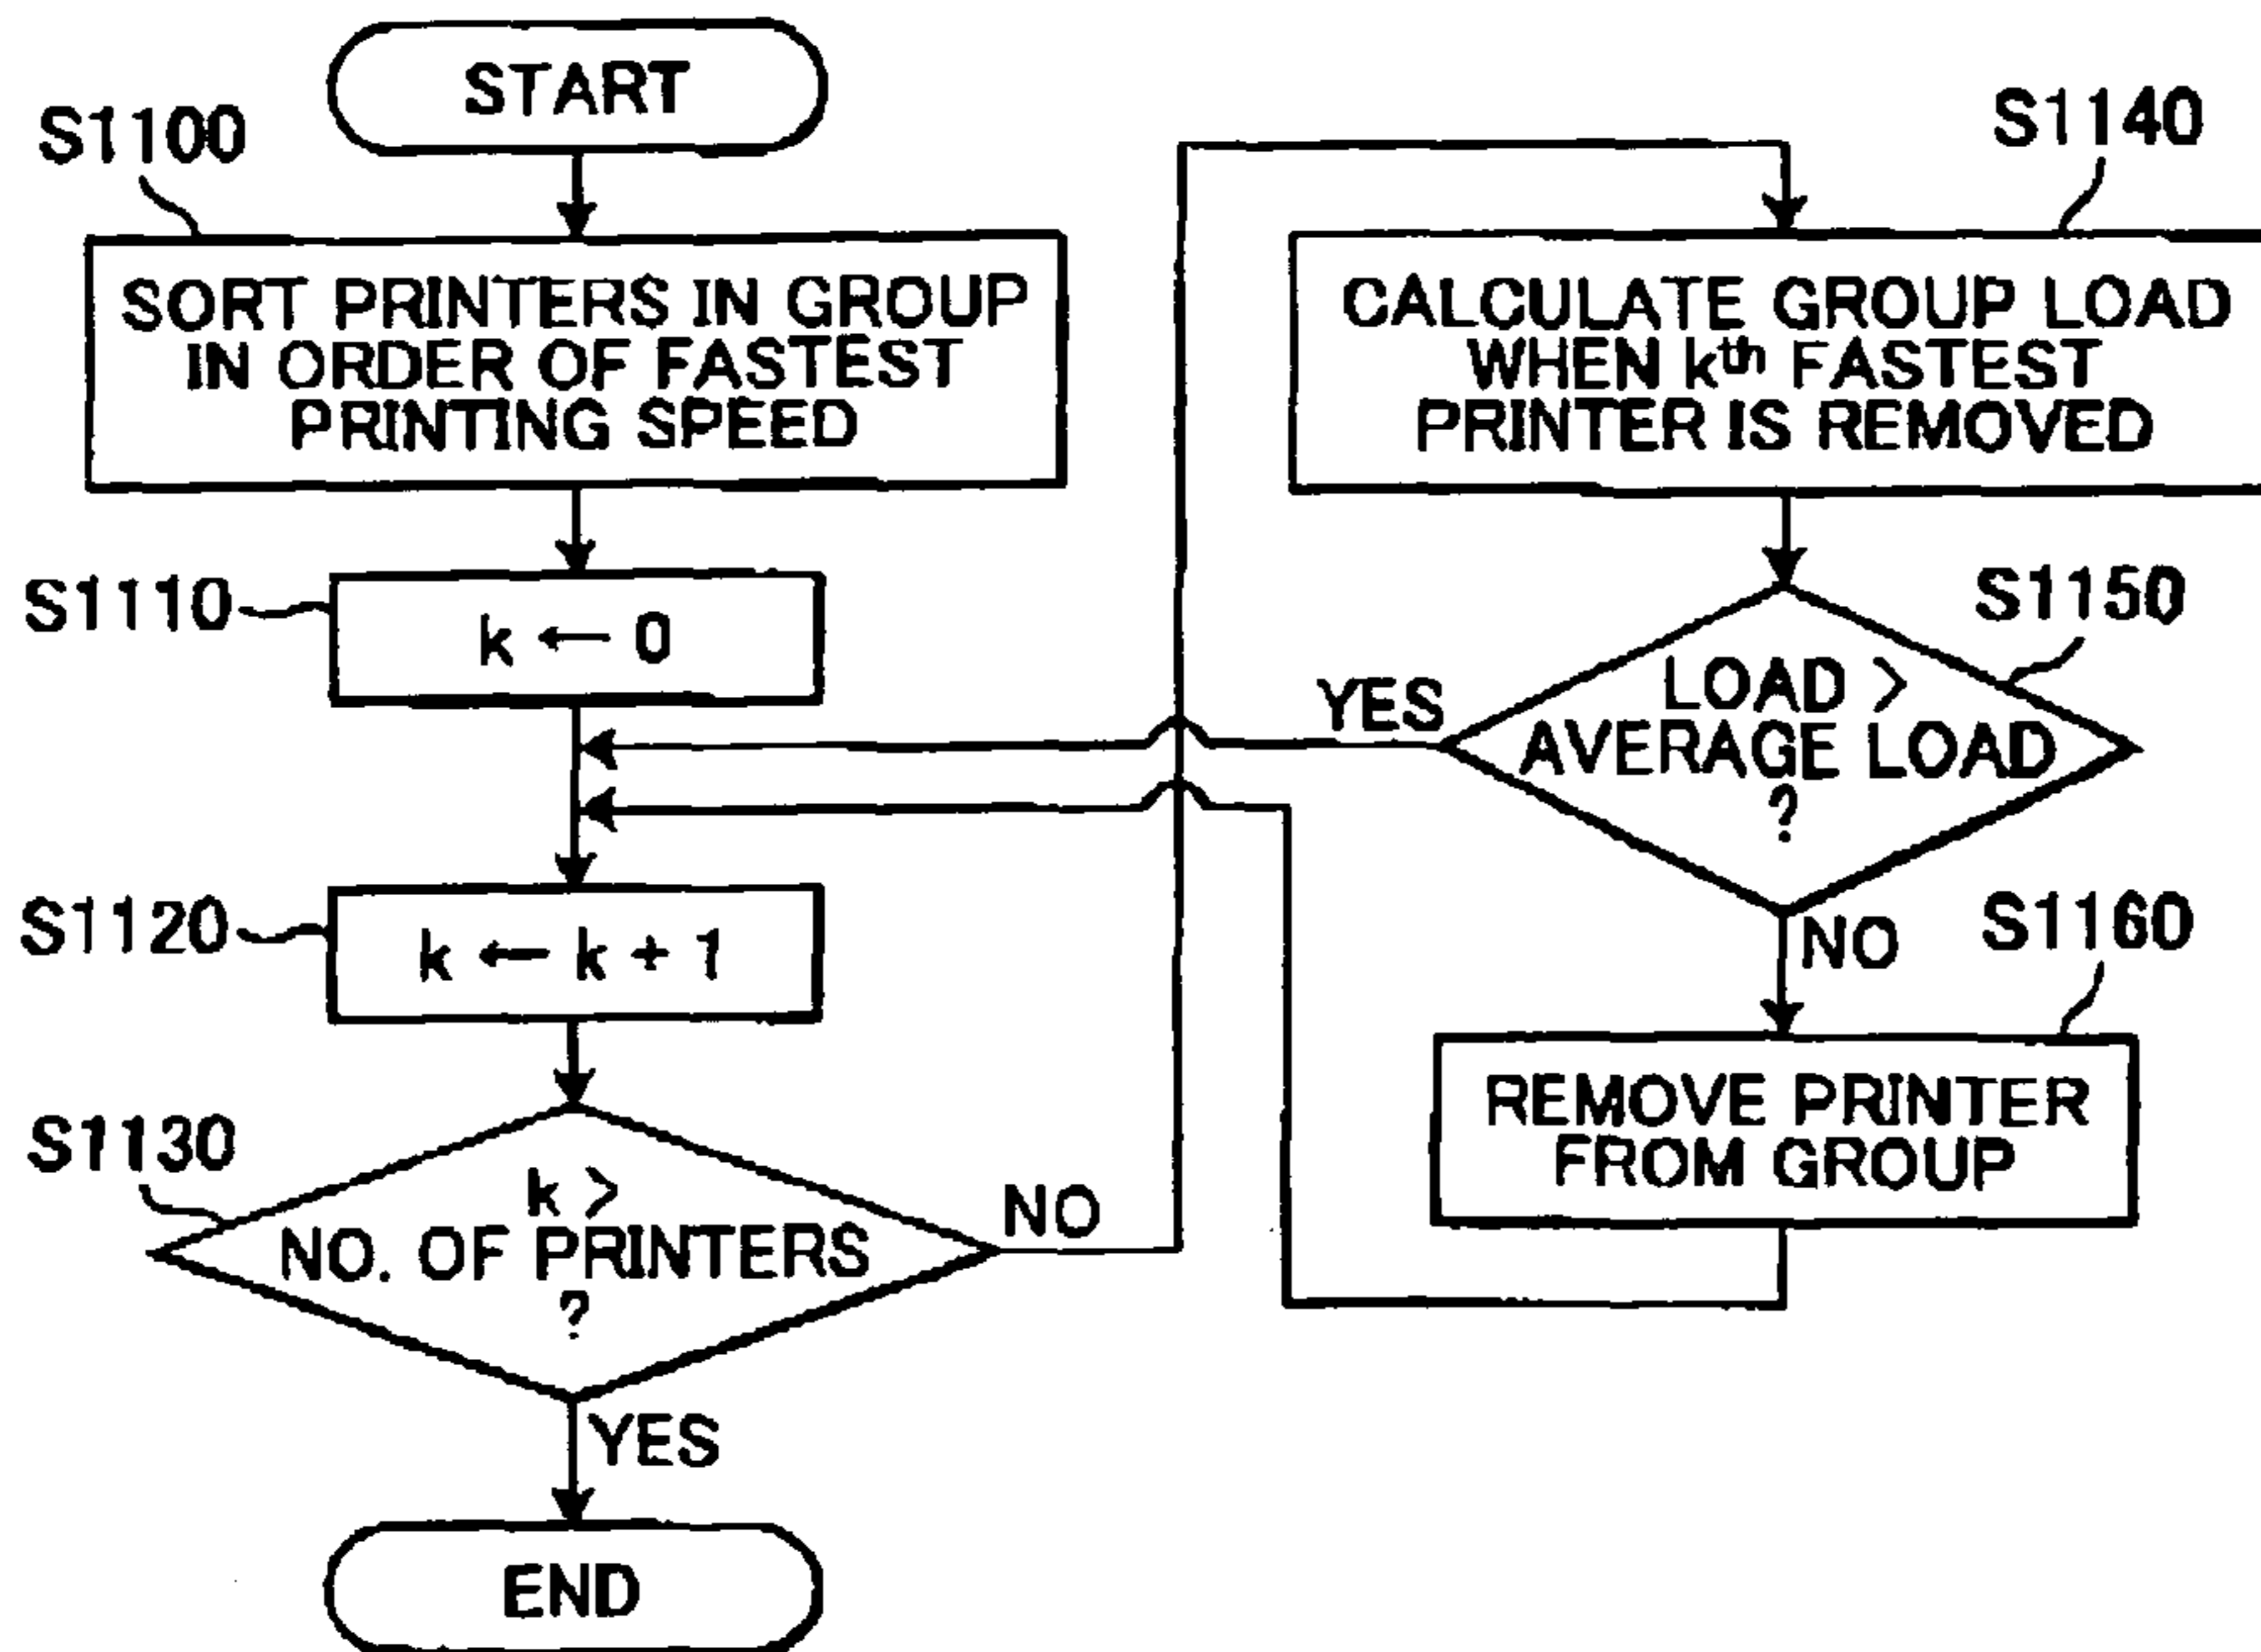 START
S1100
SORT PRINTERS IN GROUP
IN ORDER OF FASTEST
PRINTING SPEED
S1110
k ← 0
S1120
k ← k + 1
S1130
k >
NO. OF PRINTERS
?
NO
YES
END
S1140
CALCULATE GROUP LOAD
WHEN kth FASTEST
PRINTER IS REMOVED
S1150
LOAD >
AVERAGE LOAD
?
YES
NO
S1160
REMOVE PRINTER
FROM GROUP